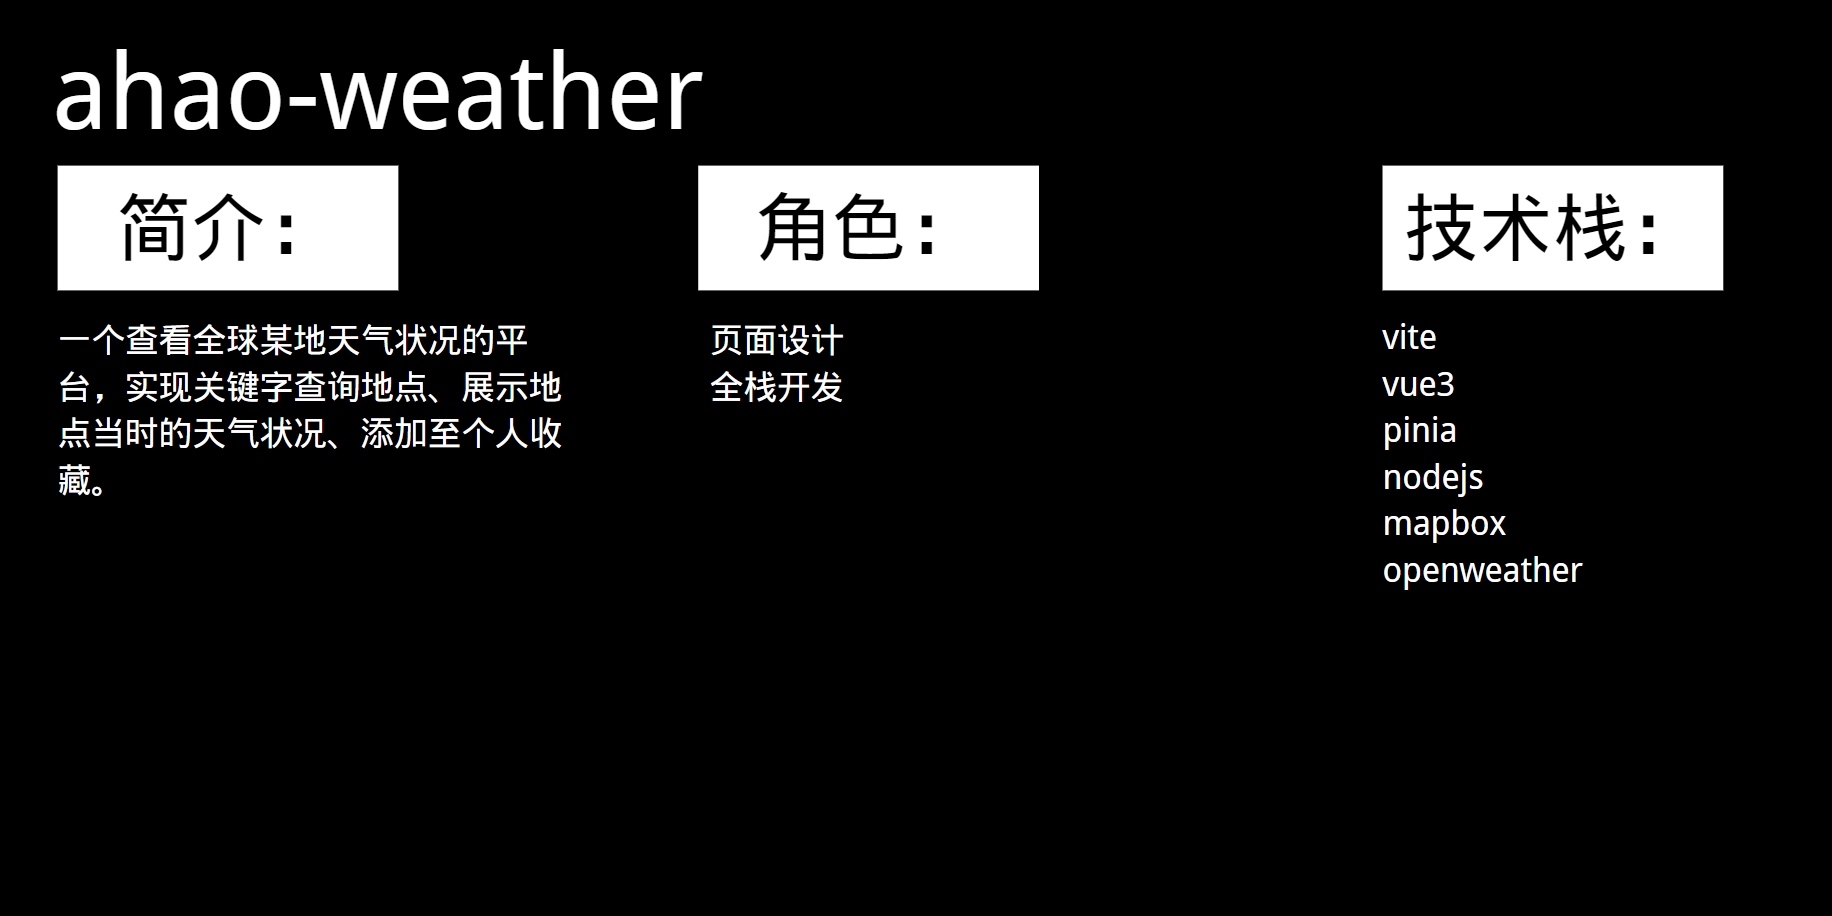 ahao-weather
简介：
一个查看全球某地天气状况的平
台，实现关键字查询地点、展示地
点当时的天气状况、添加至个人收
藏。
角色：
页面设计
全栈开发
技术栈：
vite
vue3
pinia
nodejs
mapbox
openweather